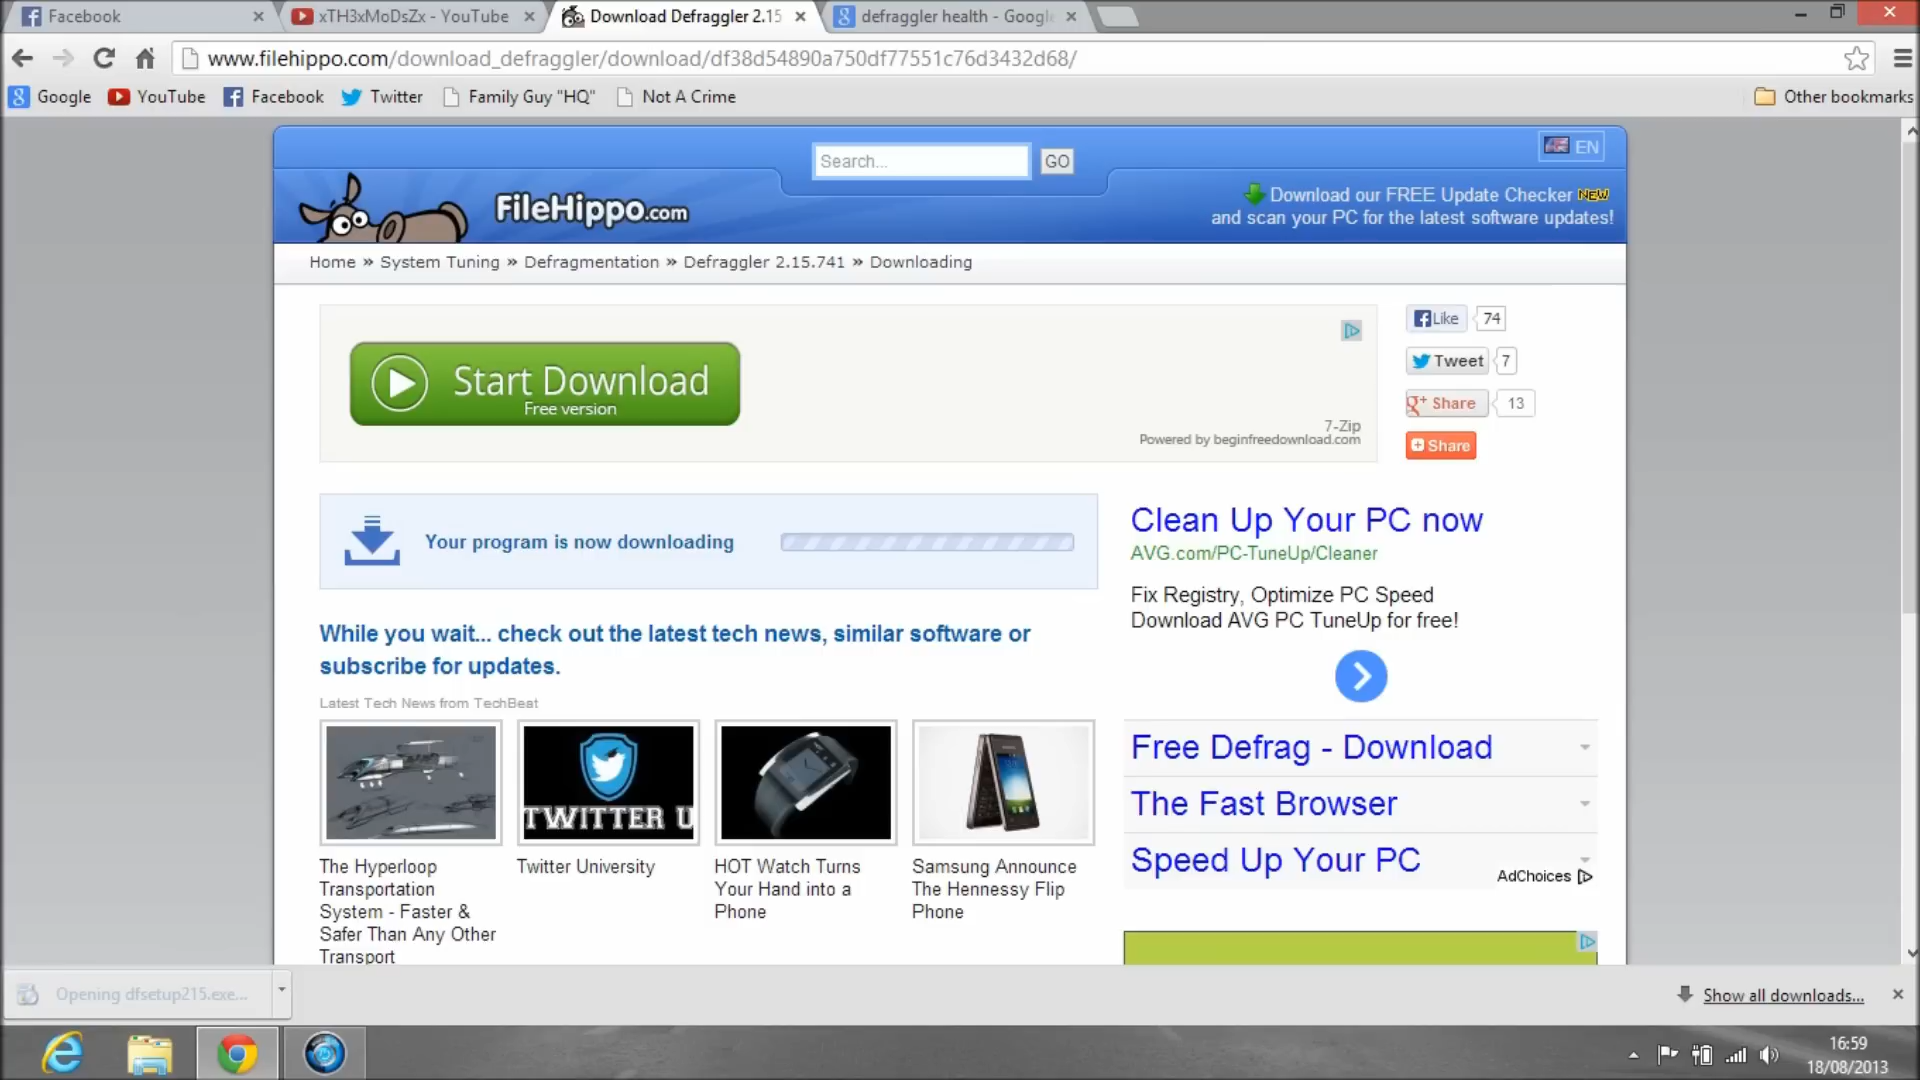 Facebook
xTH3xMoDsZx - YouTube
Download Defraggler 2.15
defraggler health - Google
www.filehippo.com/download_defraggler/download/df38d54890a750df77551c76d3432d68/
Google
YouTube
Facebook
Twitter
Family Guy "HQ"
Not A Crime
Other bookmarks
Search...
GO
EN
FileHippo.com
Download our FREE Update Checker NEW
and scan your PC for the latest software updates!
Home » System Tuning » Defragmentation » Defraggler 2.15.741 » Downloading
Start Download
Free version
7-Zip
Powered by beginfreedownload.com
Like 74
Tweet 7
g+ Share 13
Share
Your program is now downloading
Clean Up Your PC now
AVG.com/PC-TuneUp/Cleaner
Fix Registry, Optimize PC Speed
Download AVG PC TuneUp for free!
While you wait... check out the latest tech news, similar software or
subscribe for updates.
Latest Tech News from TechBeat
TWITTER U
The Hyperloop
Transportation
System - Faster &
Safer Than Any Other
Transport
Twitter University
HOT Watch Turns
Your Hand into a
Phone
Samsung Announce
The Hennessy Flip
Phone
Free Defrag - Download
The Fast Browser
Speed Up Your PC
AdChoices
Opening dfsetup215.exe...
Show all downloads...
16:59
18/08/2013